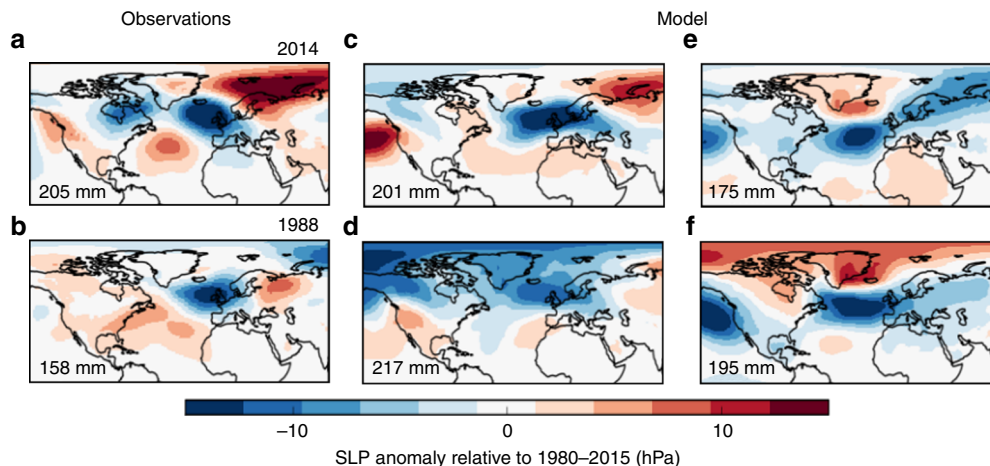 Observations
Model
a
2014
c
e
205 mm
201 mm
175 mm
b
1988
d
f
158 mm
217 mm
195 mm
−10
0
10
SLP anomaly relative to 1980–2015 (hPa)